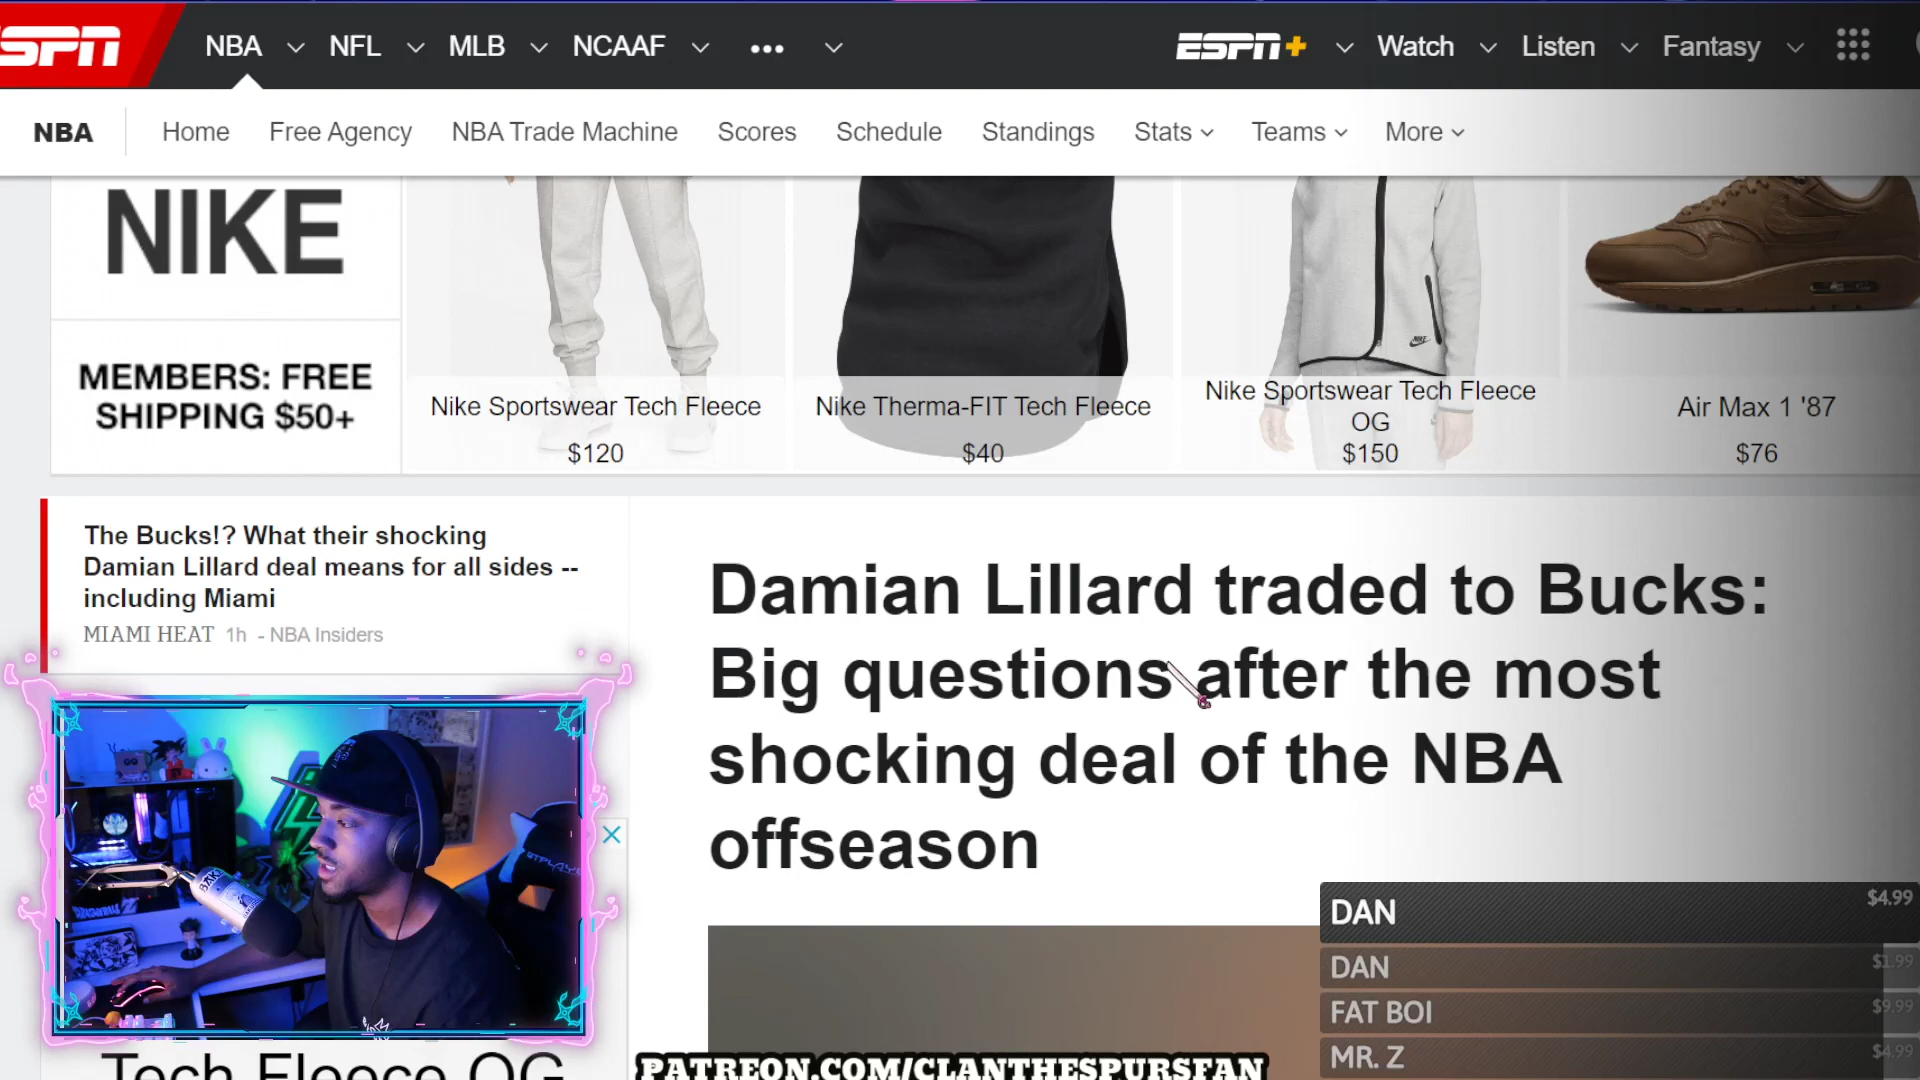 ESPN NBA NFL MLB NCAAF ••• ESPN+ Watch Listen Fantasy
NBA Home Free Agency NBA Trade Machine Scores Schedule Standings Stats Teams More
NIKE
MEMBERS: FREE
SHIPPING $50+
Nike Sportswear Tech Fleece
$120
Nike Therma-FIT Tech Fleece
$40
Nike Sportswear Tech Fleece
OG
$150
Air Max 1 '87
$76
The Bucks!? What their shocking
Damian Lillard deal means for all sides --
including Miami
MIAMI HEAT 1h - NBA Insiders
Damian Lillard traded to Bucks:
Big questions after the most
shocking deal of the NBA
offseason
Tech Fleece OG
DAN $4.99
DAN $1.99
FAT BOI $9.99
MR. Z $4.99
PATREON.COM/CLANTHESPURSFAN